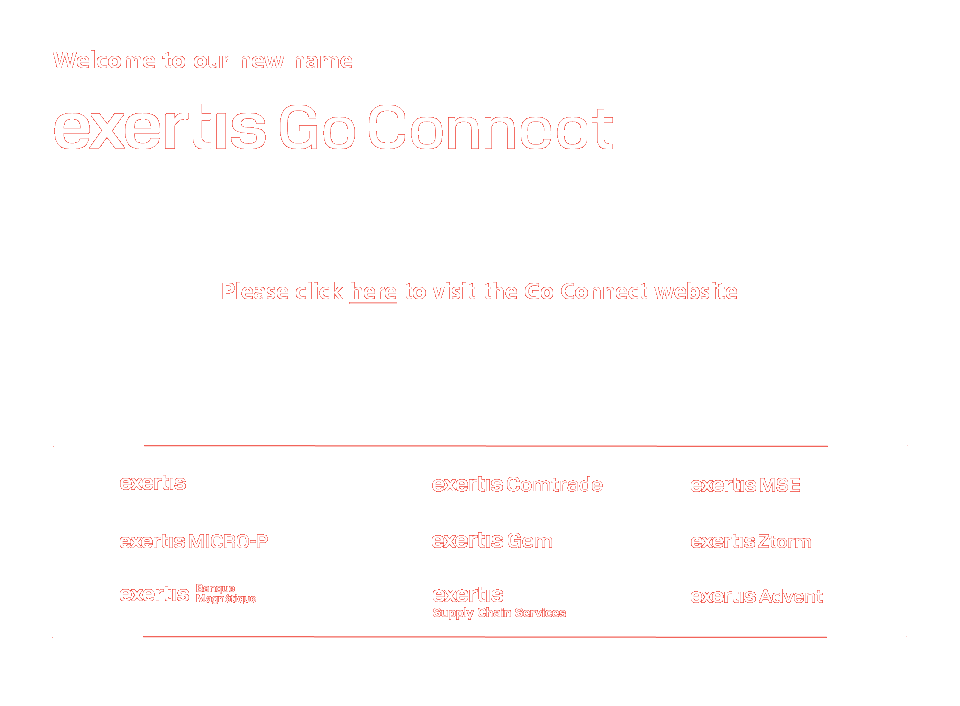 Welcome to our new name
exertis Go Connect
Please click here to visit the Go Connect website
exertis
exertis Comtrade
exertis MSE
exertis MICRO-P
exertis Gem
exertis Ztorm
exertis Banque Magnétique
exertis Supply Chain Services
exertis Advent